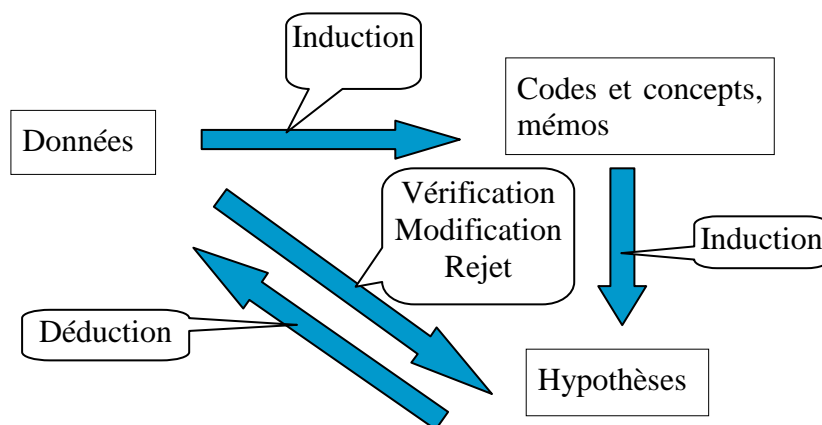 Induction
Codes et concepts,
mémos
Données
Vérification
Modification
Rejet
Induction
Déduction
Hypothèses